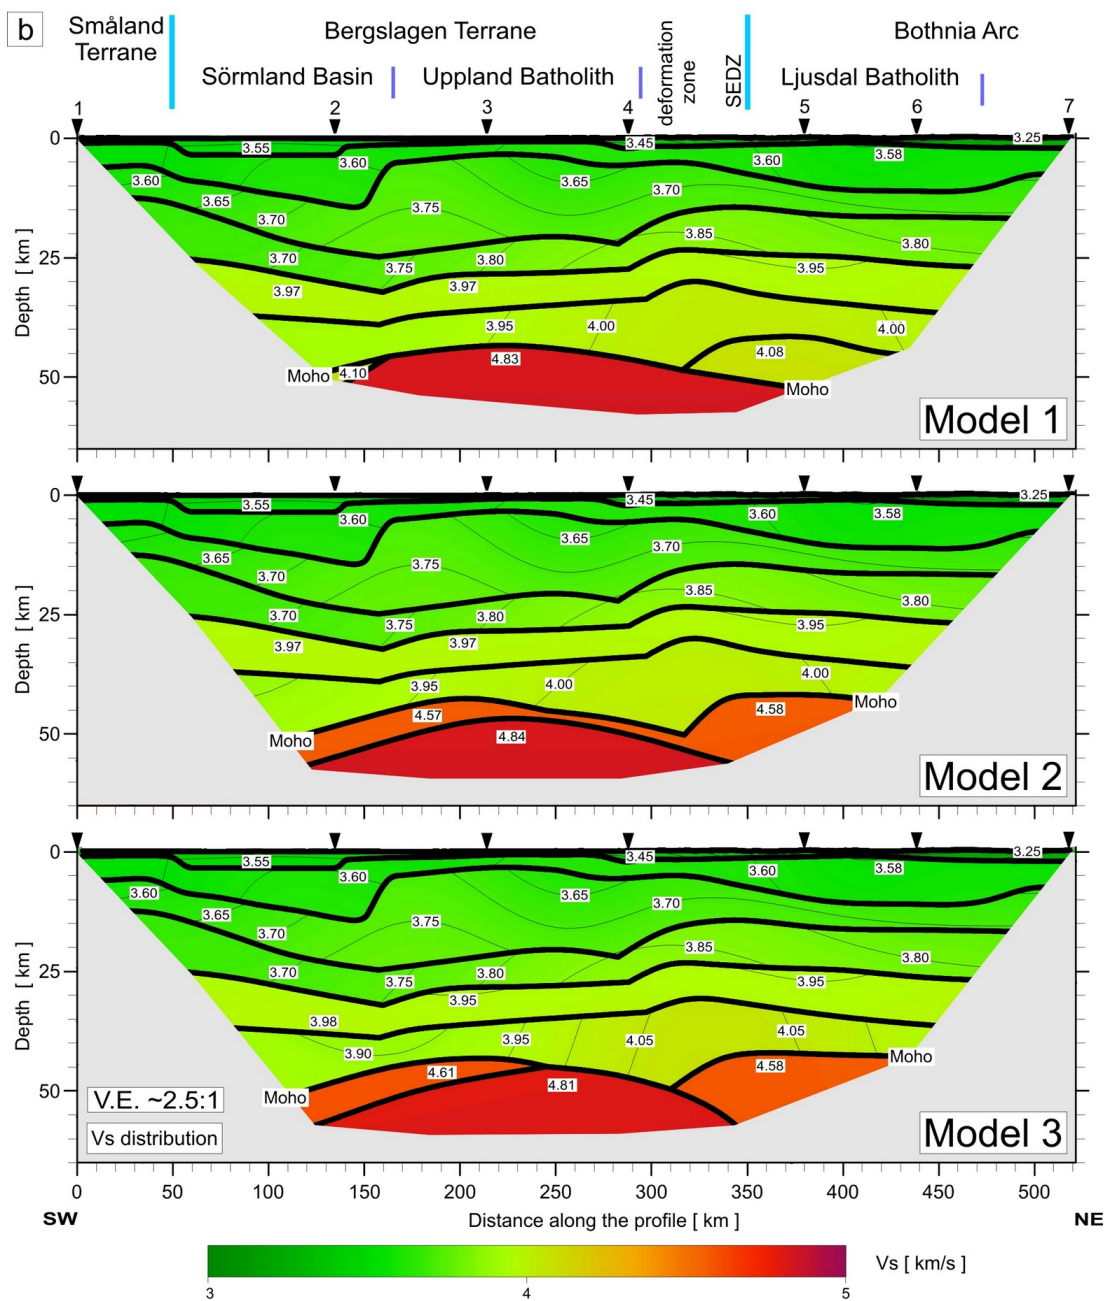 b
Småland
Terrane
Bergslagen Terrane
Bothnia Arc
Sörmland Basin
Uppland Batholith
deformation
zone
SEDZ
Ljusdal Batholith
1 2 3 4 5 6 7
0
25
50
Depth [ km ]
3.55 3.60 3.45 3.60 3.58 3.25
3.60 3.65 3.65 3.70
3.70 3.75 3.85 3.80
3.70 3.75 3.80 3.95
3.97 3.97
3.95 4.00 4.00
4.10 4.83 4.08
Moho
Moho
Model 1
0
25
50
Depth [ km ]
3.55 3.60 3.45 3.60 3.58 3.25
3.65 3.65 3.70
3.70 3.75 3.85 3.80
3.70 3.75 3.80 3.95
3.97 3.97
3.95 4.00 4.00
4.57 4.84 4.58
Moho
Moho
Model 2
0
25
50
Depth [ km ]
3.55 3.60 3.45 3.60 3.58 3.25
3.60 3.65 3.65 3.70
3.70 3.75 3.85 3.80
3.70 3.75 3.80 3.95
3.95
3.98 3.90 3.95 4.05 4.05
4.61 4.81 4.58
Moho
Moho
V.E. ~2.5:1
Vs distribution
Model 3
0 50 100 150 200 250 300 350 400 450 500
SW
Distance along the profile [ km ]
NE
Vs [ km/s ]
3 4 5